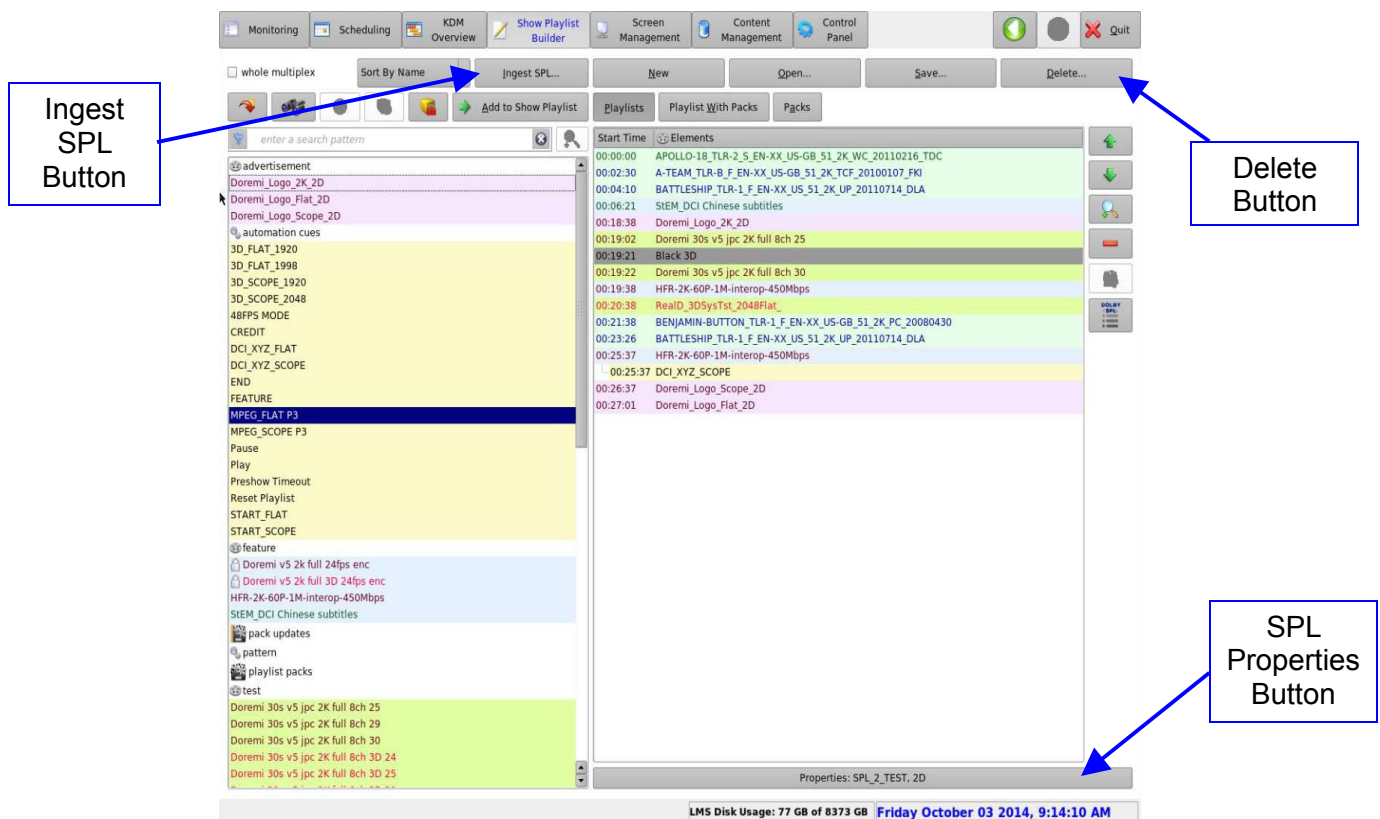 Monitoring
Scheduling
KDM
Overview
Show Playlist
Builder
Screen
Management
Content
Management
Control
Panel
Quit
whole multiplex
Sort By Name
Ingest SPL...
New
Open...
Save...
Delete...
Add to Show Playlist
Playlists
Playlist With Packs
Packs
Ingest
SPL
Button
Delete
Button
SPL
Properties
Button
enter a search pattern
advertisement
Doremi_Logo_2K_2D
Doremi_Logo_Flat_2D
Doremi_Logo_Scope_2D
automation cues
3D_FLAT_1920
3D_FLAT_1998
3D_SCOPE_1920
3D_SCOPE_2048
48FPS MODE
CREDIT
DCI_XYZ_FLAT
DCI_XYZ_SCOPE
END
FEATURE
MPEG_FLAT P3
MPEG_SCOPE P3
Pause
Play
Preshow Timeout
Reset Playlist
START_FLAT
START_SCOPE
feature
Doremi v5 2k full 24fps enc
Doremi v5 2k full 3D 24fps enc
HFR-2K-60P-1M-interop-450Mbps
StEM_DCI Chinese subtitles
pack updates
pattern
playlist packs
test
Doremi 30s v5 jpc 2K full 8ch 25
Doremi 30s v5 jpc 2K full 8ch 29
Doremi 30s v5 jpc 2K full 8ch 30
Doremi 30s v5 jpc 2K full 8ch 3D 24
Doremi 30s v5 jpc 2K full 8ch 3D 25
Start Time Elements
00:00:00 APOLLO-18_TLR-2_S_EN-XX_US-GB_51_2K_WC_20110216_TDC
00:02:30 A-TEAM_TLR-B_F_EN-XX_US-GB_51_2K_TCF_20100107_FKI
00:04:10 BATTLESHIP_TLR-1_F_EN-XX_US_51_2K_UP_20110714_DLA
00:06:21 StEM_DCI Chinese subtitles
00:18:38 Doremi_Logo_2K_2D
00:19:02 Doremi 30s v5 jpc 2K full 8ch 25
00:19:21 Black 3D
00:19:22 Doremi 30s v5 jpc 2K full 8ch 30
00:19:38 HFR-2K-60P-1M-interop-450Mbps
00:20:38 RealD_3DSysTst_2048Flat_
00:21:38 BENJAMIN-BUTTON_TLR-1_F_EN-XX_US-GB_51_2K_PC_20080430
00:23:26 BATTLESHIP_TLR-1_F_EN-XX_US_51_2K_UP_20110714_DLA
00:25:37 HFR-2K-60P-1M-interop-450Mbps
00:25:37 DCI_XYZ_SCOPE
00:26:37 Doremi_Logo_Scope_2D
00:27:01 Doremi_Logo_Flat_2D
DOLBY
SPL
Properties: SPL_2_TEST, 2D
LMS Disk Usage: 77 GB of 8373 GB
Friday October 03 2014, 9:14:10 AM